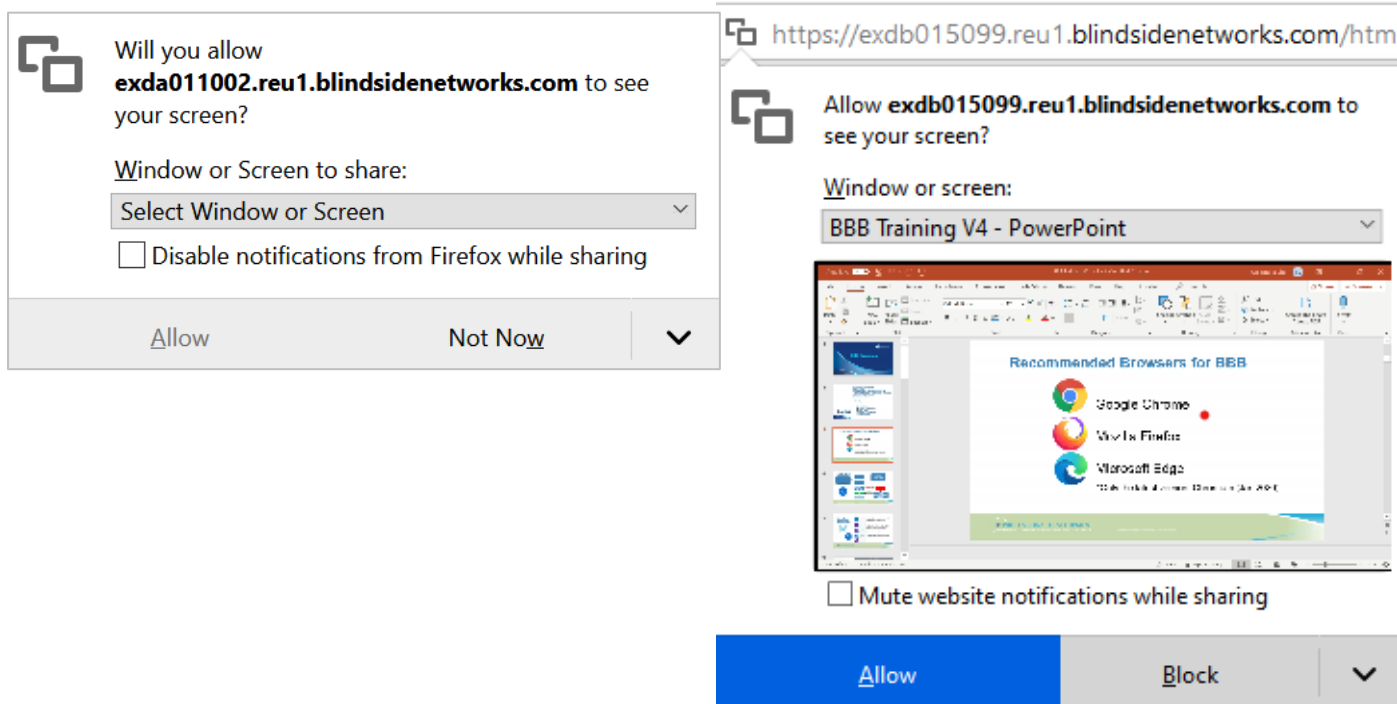 Will you allow
exda011002.reu1.blindsidenetworks.com to see
your screen?
Window or Screen to share:
Select Window or Screen
Disable notifications from Firefox while sharing
Allow
Not Now
https://exdb015099.reu1.blindsidenetworks.com/htm
Allow exdb015099.reu1.blindsidenetworks.com to
see your screen?
Window or screen:
BBB Training V4 - PowerPoint
Recommended Browsers for BBB
Google Chrome
Mozilla Firefox
Microsoft Edge
Mute website notifications while sharing
Allow
Block